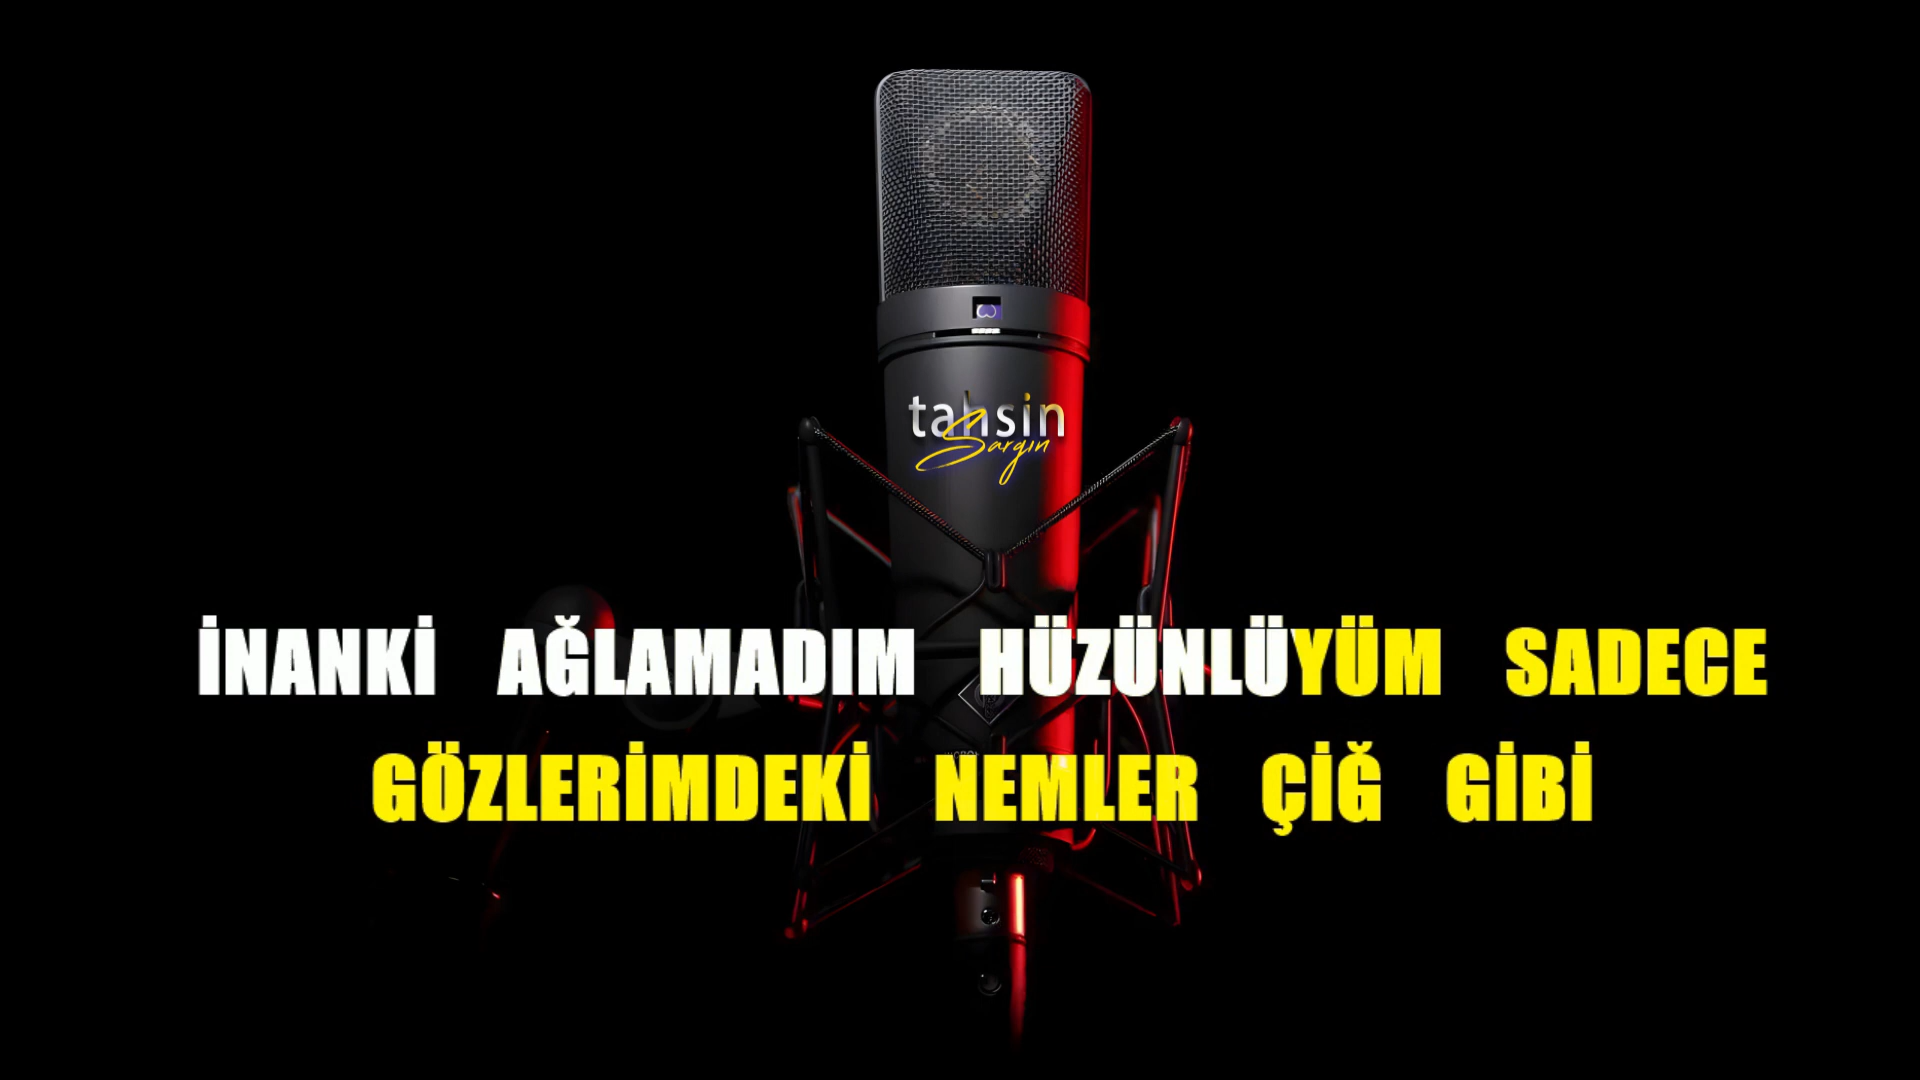 tahsin
Sargın
İNANKİ AĞLAMADIM HÜZÜNLÜYÜM SADECE
GÖZLERİMDEKİ NEMLER ÇİĞ GİBİ